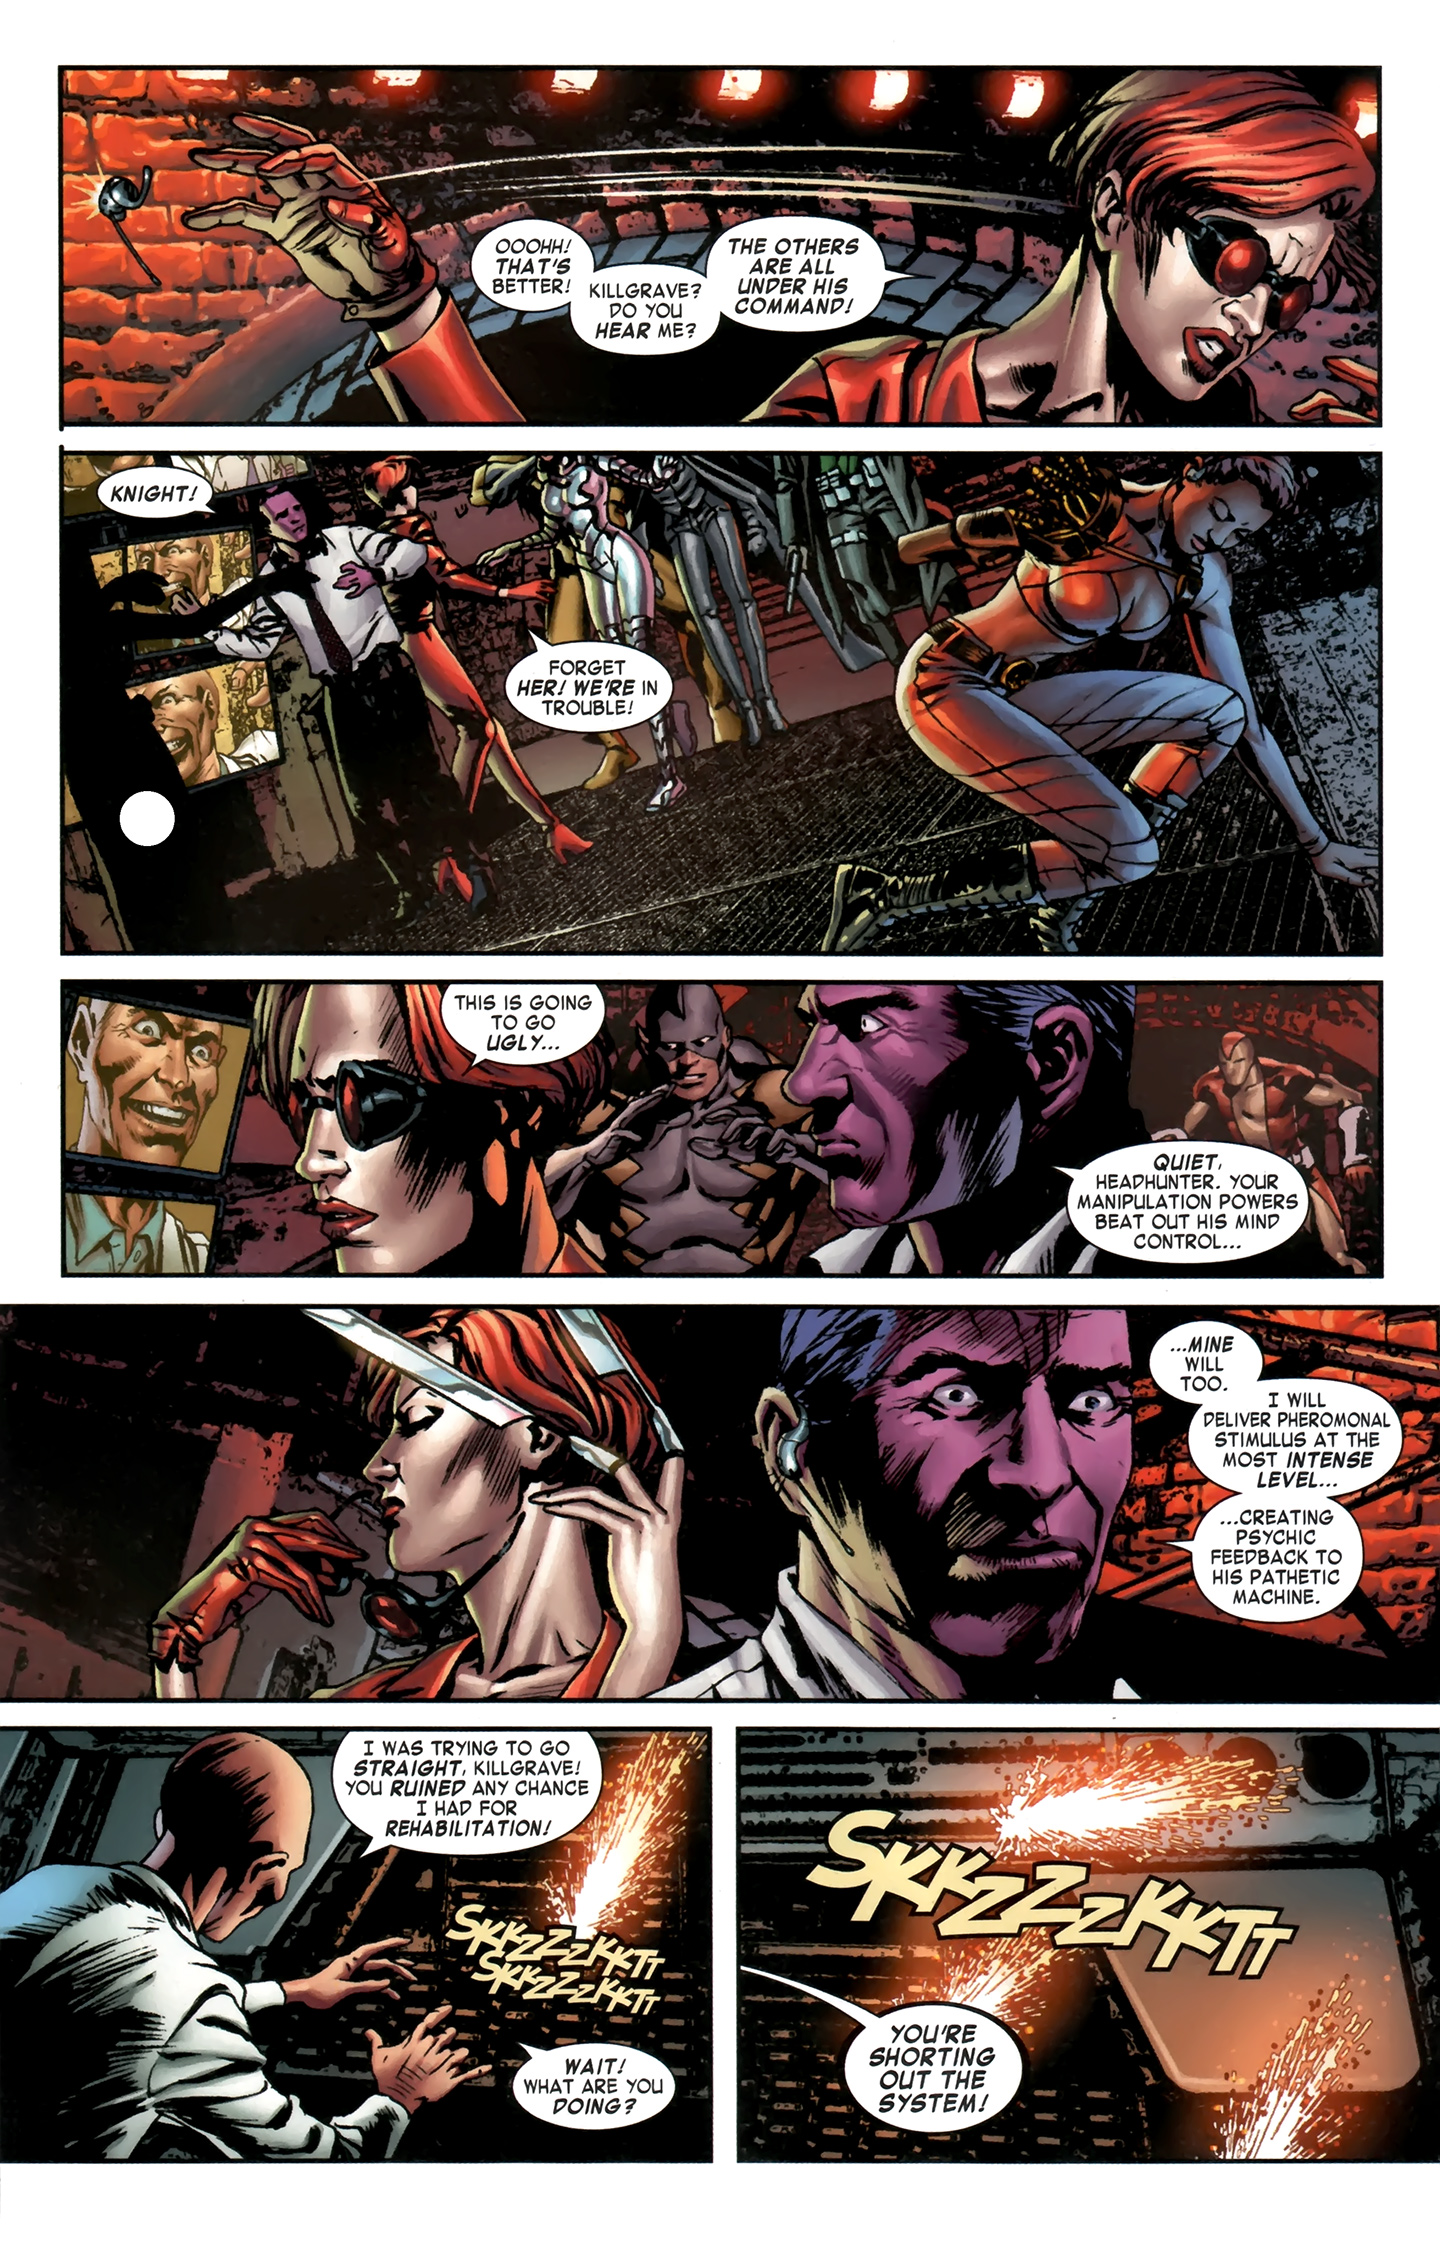 OOOHH!
THAT'S
BETTER!
KILLGRAVE?
DO YOU
HEAR ME?
THE OTHERS
ARE ALL
UNDER HIS
COMMAND!
KNIGHT!
FORGET
HER! WE'RE IN
TROUBLE!
THIS IS GOING
TO GO
UGLY...
QUIET,
HEADHUNTER. YOUR
MANIPULATION POWERS
BEAT OUT HIS MIND
CONTROL...
...MINE
WILL
TOO.
I WILL
DELIVER PHEROMONAL
STIMULUS AT THE
MOST INTENSE
LEVEL...
...CREATING
PSYCHIC
FEEDBACK TO
HIS PATHETIC
MACHINE.
I WAS TRYING TO GO
STRAIGHT, KILLGRAVE!
YOU RUINED ANY CHANCE
I HAD FOR
REHABILITATION!
SKKZZZZKKTT
SKKZZZZKKTT
WAIT!
WHAT ARE YOU
DOING?
SKKZZZZKKTT
YOU'RE
SHORTING
OUT THE
SYSTEM!